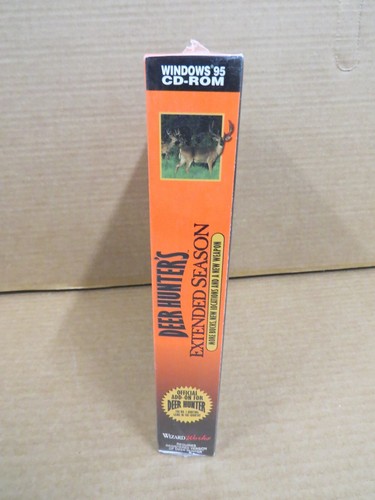 WINDOWS 95
CD-ROM
DEER HUNTER'S
EXTENDED SEASON
MORE BUCKS, NEW LOCATIONS AND A NEW WEAPON
OFFICIAL
ADD-ON FOR
DEER HUNTER
WIZARDWorks